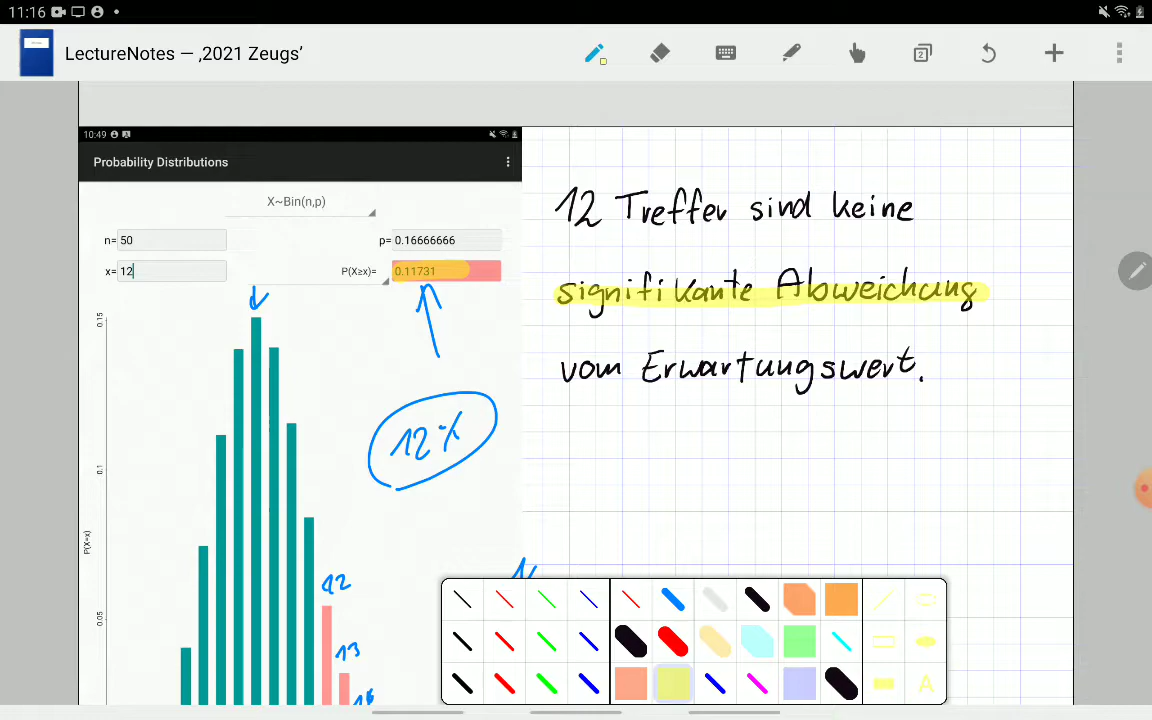 11:16
LectureNotes — ‚2021 Zeugs’
2
10:49
Probability Distributions
X~Bin(n,p)
n= 50
p= 0.16666666
x= 12
P(X≥x)= 0.11731
0.15
0.1
P(X=x)
0.05
12%
12
13
12 Treffer sind keine
signifikante Abweichung
vom Erwartungswert.
A